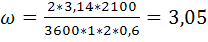 ω = 2*3,14*2100 / 3600*1*2*0,6 = 3,05